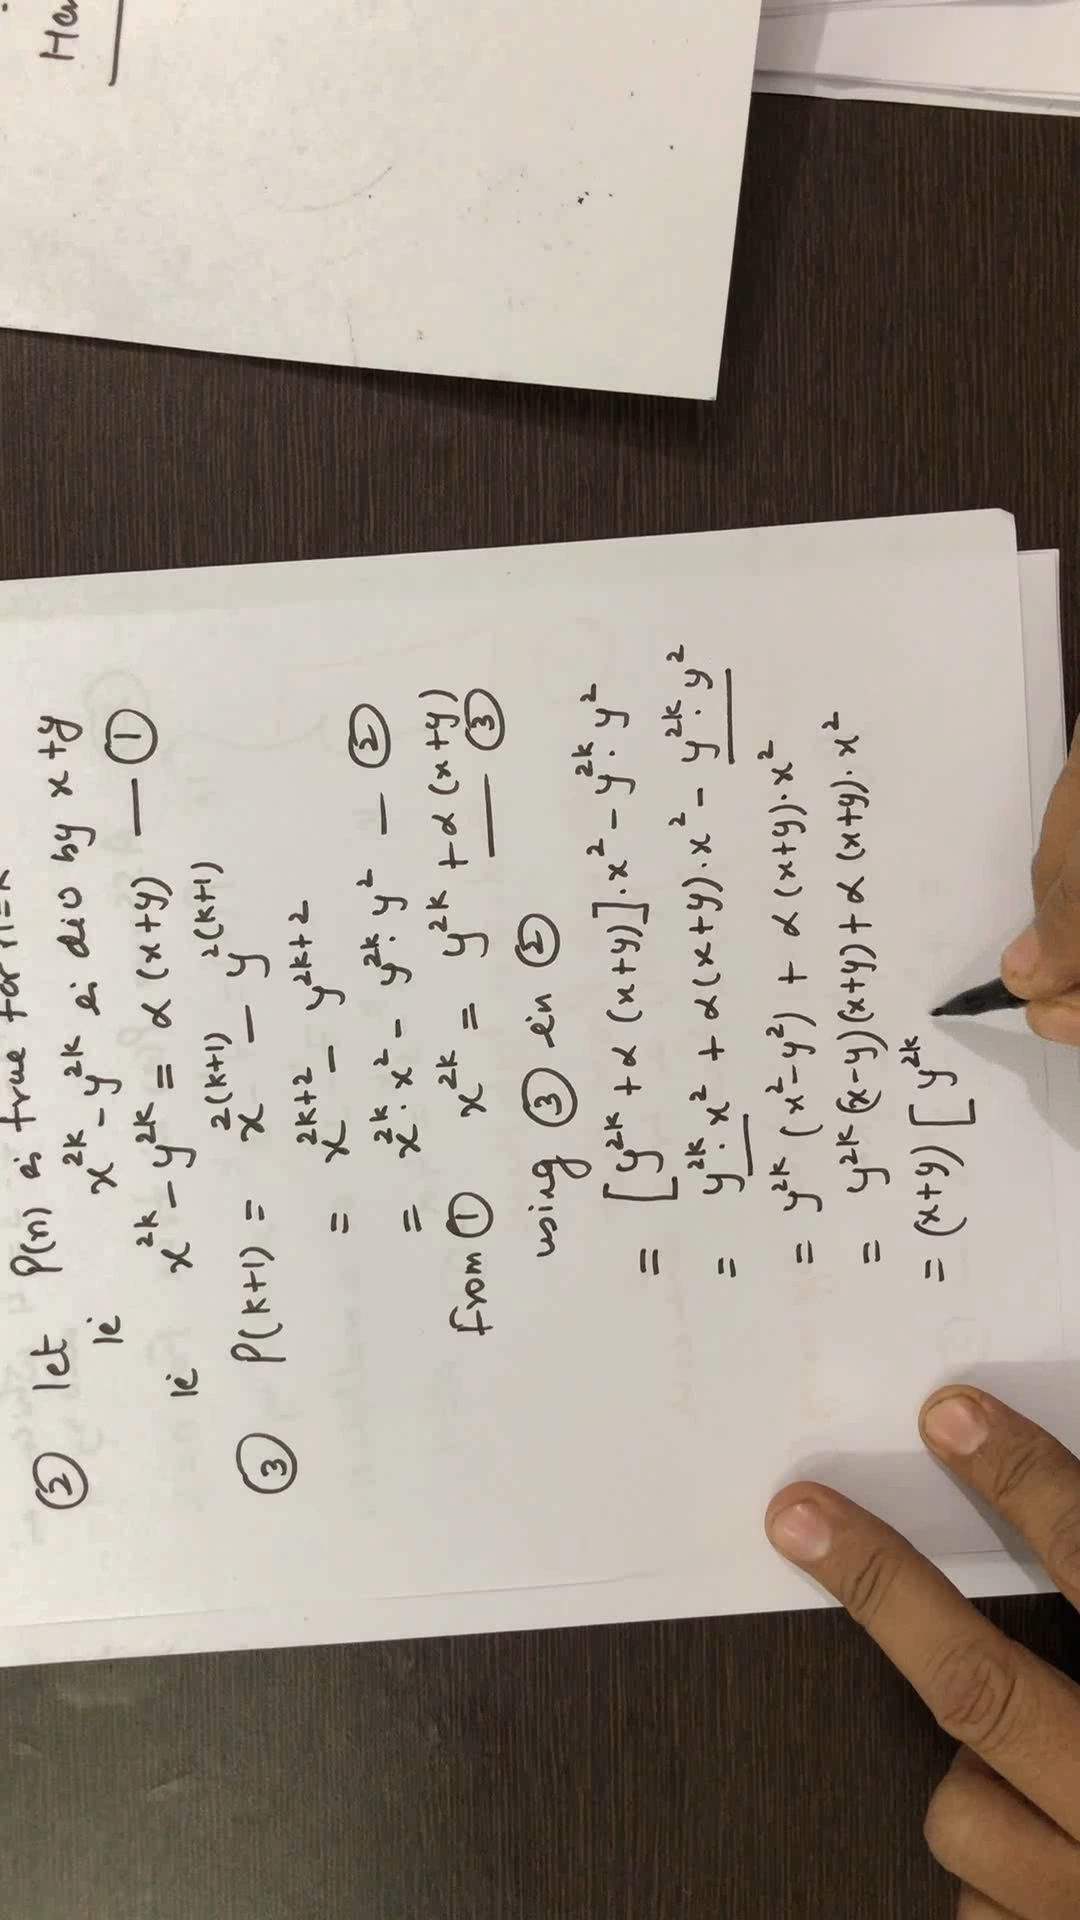 Ha
② let P(n) is true for n=k
ie x^{2k} - y^{2k} is div by x+y
ie x^{2k} - y^{2k} = α(x+y) — ①
③ P(k+1) = x^{2(k+1)} - y^{2(k+1)}
= x^{2k+2} - y^{2k+2}
= x^{2k}.x^2 - y^{2k}.y^2 — ②
from ① x^{2k} = y^{2k} + α(x+y)
— ③
using ③ in ②
= [y^{2k} + α(x+y)].x^2 - y^{2k}.y^2
= y^{2k}.x^2 + α(x+y).x^2 - y^{2k}.y^2
= y^{2k}(x^2-y^2) + α(x+y).x^2
= y^{2k}(x-y)(x+y) + α(x+y).x^2
= (x+y)[y^{2k}